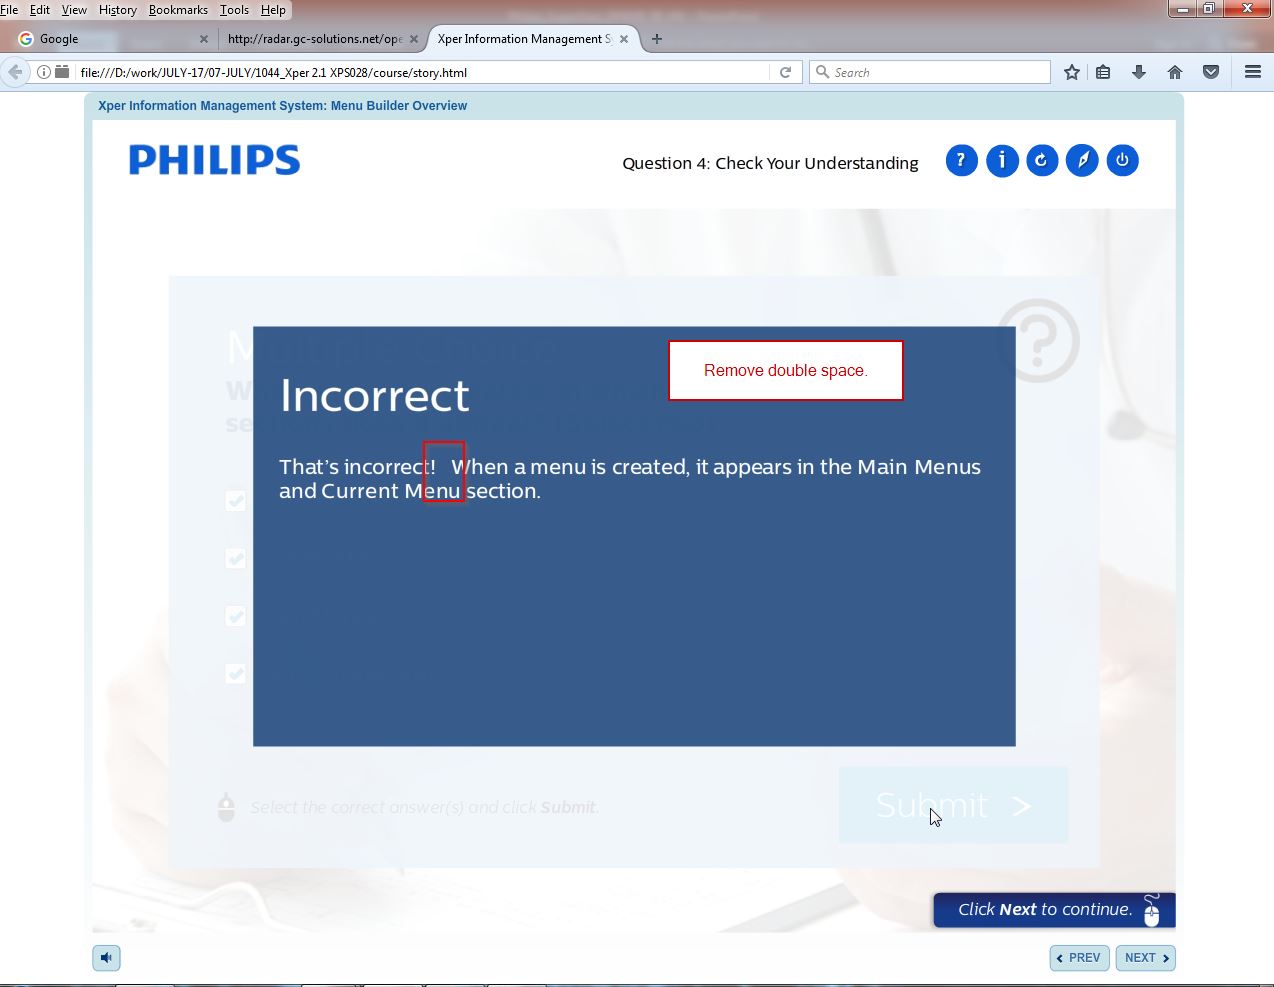 File Edit View History Bookmarks Tools Help
Google
http://radar.gc-solutions.net/ope
Xper Information Management S
file:///D:/work/JULY-17/07-JULY/1044_Xper 2.1 XPS028/course/story.html
Search
Xper Information Management System: Menu Builder Overview
PHILIPS
Question 4: Check Your Understanding
Remove double space.
Incorrect
That’s incorrect!   When a menu is created, it appears in the Main Menus
and Current Menu section.
Select the correct answer(s) and click Submit.
Submit >
Click Next to continue.
PREV
NEXT